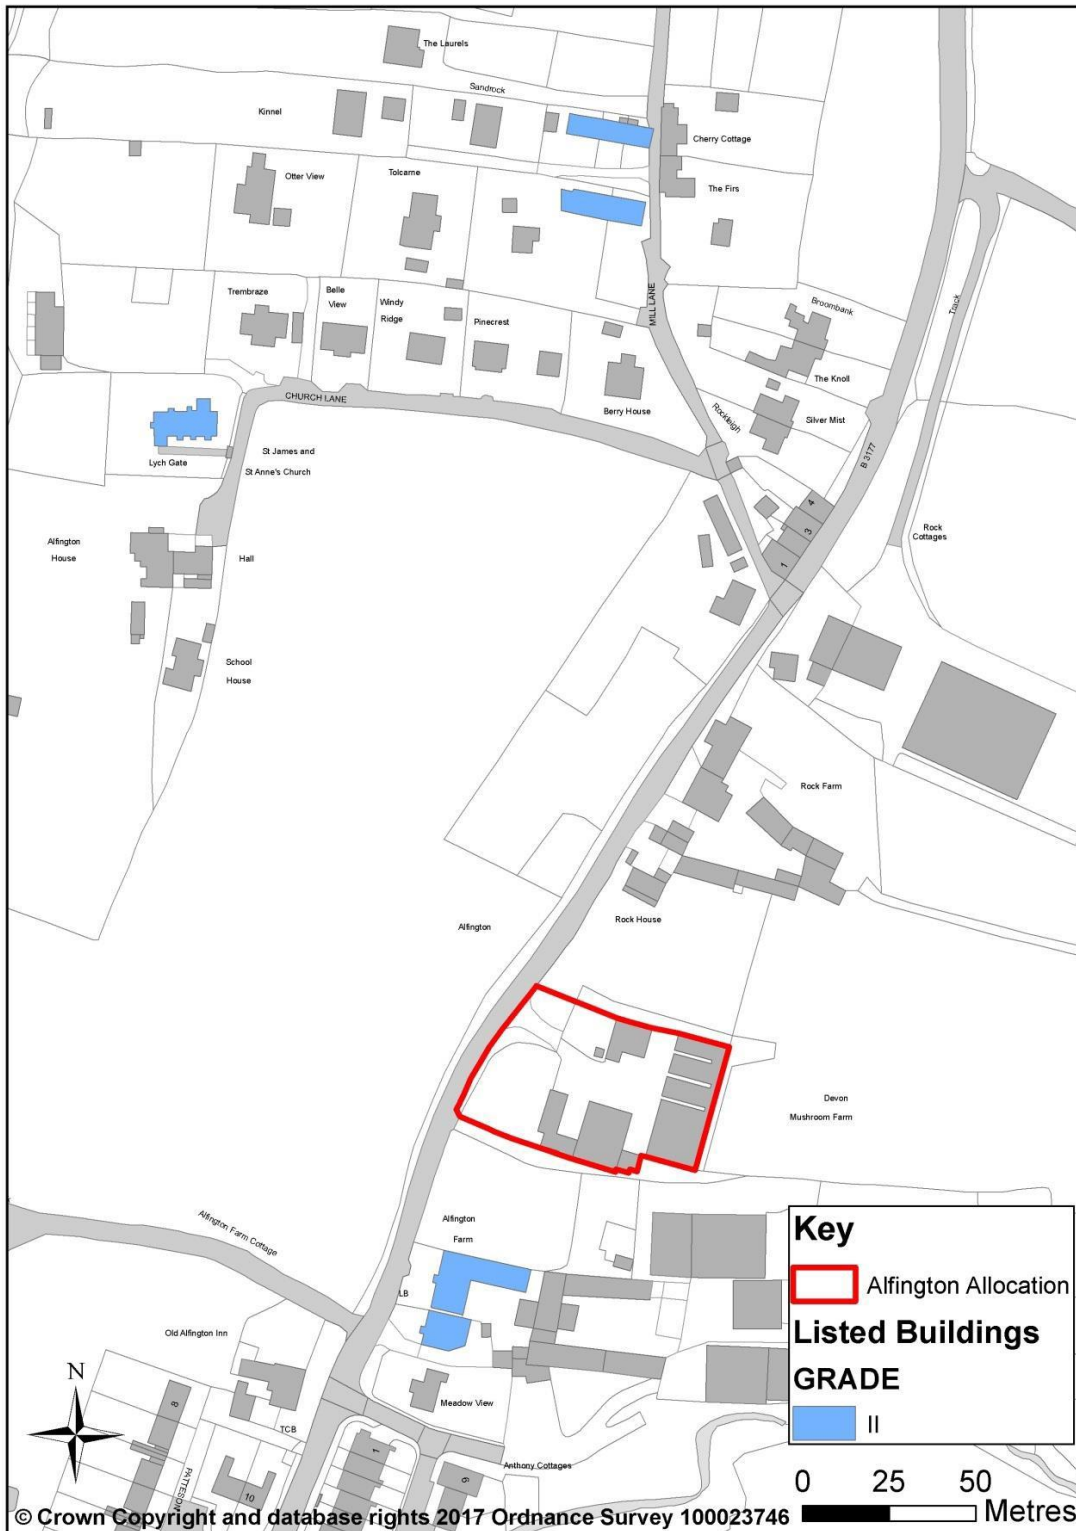 The Laurels
Sandrock
Kinnel
Cherry Cottage
Otter View
Tolcarne
The Firs
MILL LANE
Trembraze
Belle
View
Windy
Ridge
Pinecrest
Broombank
Track
The Knoll
CHURCH LANE
Berry House
Rockleigh
Silver Mist
B 3177
Lych Gate
St James and
St Anne's Church
4
3
1
Rock
Cottages
Alfington
House
Hall
School
House
Rock Farm
Rock House
Alfington
Devon
Mushroom Farm
Alfington Farm Cottage
Alfington
Farm
LB
Old Alfington Inn
Meadow View
TCB
8
PATTESON
10
1
9
Anthony Cottages
N
Key
Alfington Allocation
Listed Buildings
GRADE
II
0 25 50
Metres
© Crown Copyright and database rights 2017 Ordnance Survey 100023746